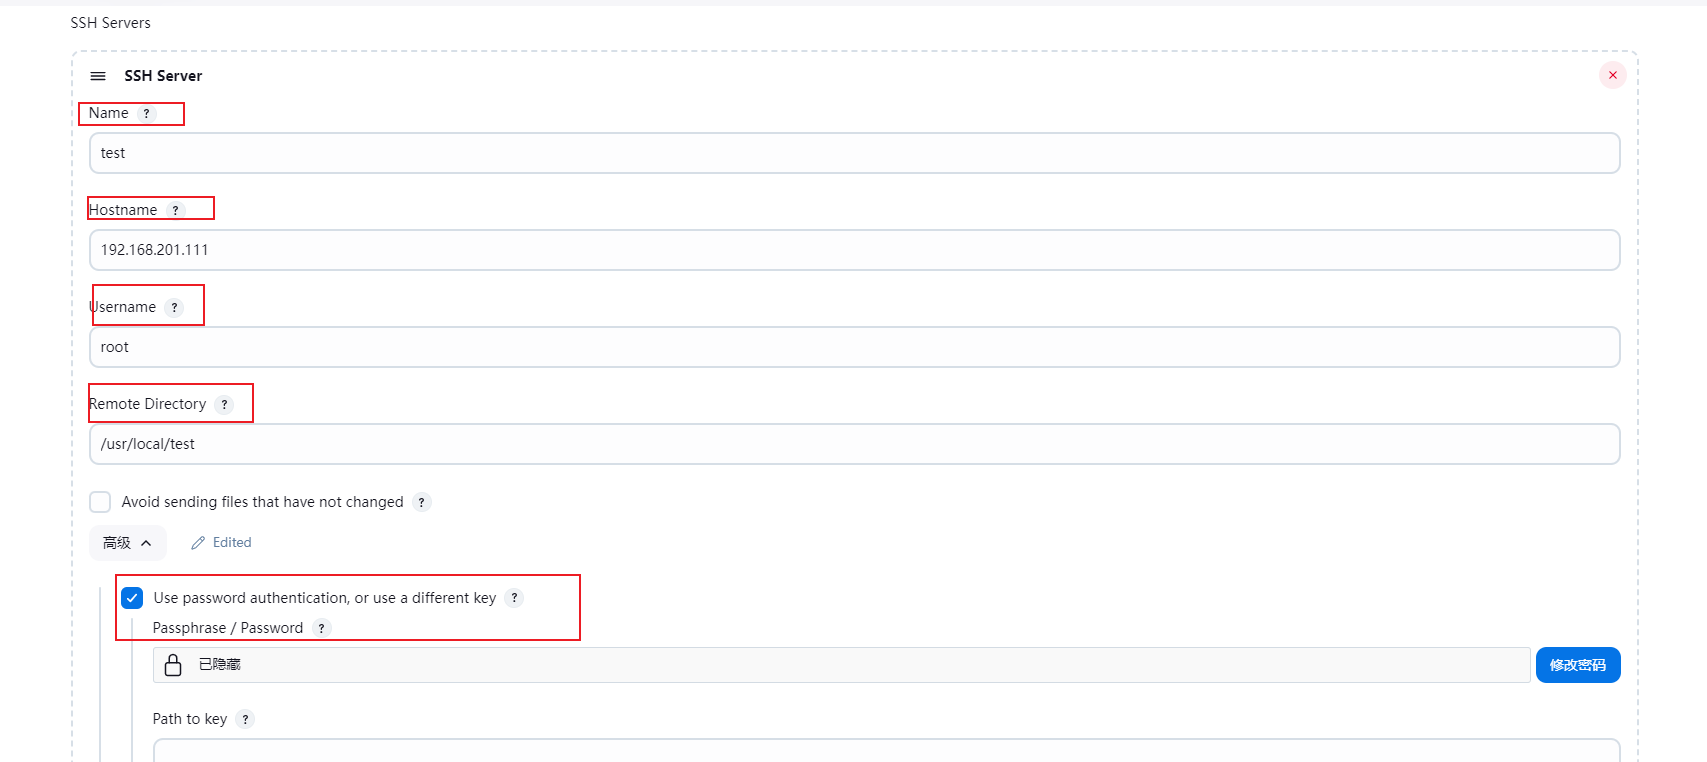 SSH Servers
SSH Server
Name ?
test
Hostname ?
192.168.201.111
Username ?
root
Remote Directory ?
/usr/local/test
Avoid sending files that have not changed ?
高级 Edited
Use password authentication, or use a different key ?
Passphrase / Password ?
已隐藏 修改密码
Path to key ?